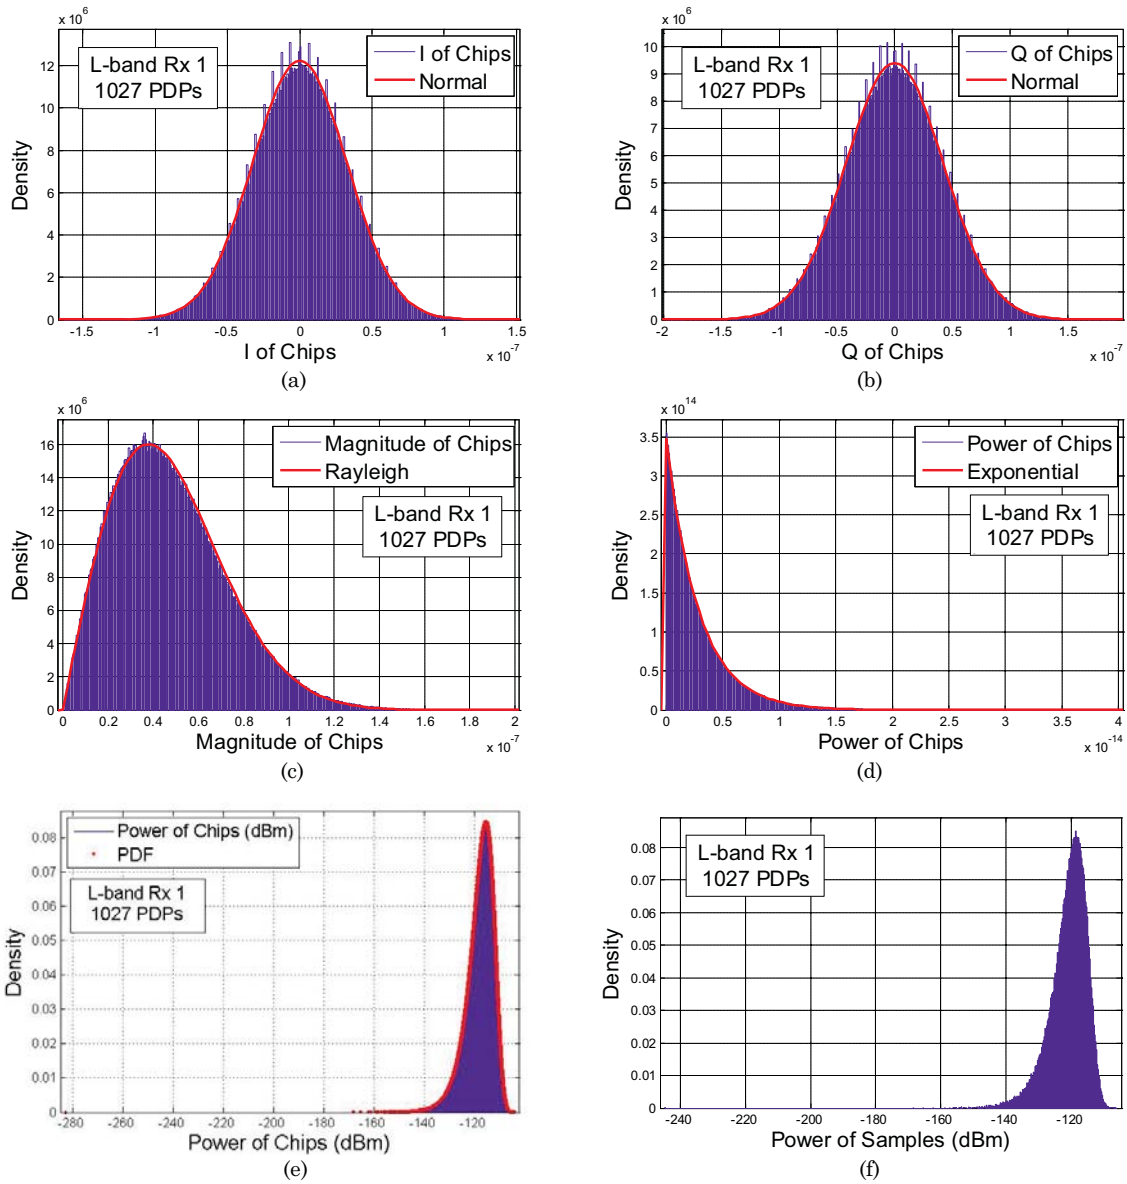 x 10^6
L-band Rx 1
1027 PDPs
I of Chips
Normal
Density
12
10
8
6
4
2
0
-1.5
-1
-0.5
0
0.5
1
1.5
I of Chips
x 10^-7
(a)
x 10^6
L-band Rx 1
1027 PDPs
Q of Chips
Normal
Density
10
9
8
7
6
5
4
3
2
1
0
-2
-1.5
-1
-0.5
0
0.5
1
1.5
Q of Chips
x 10^-7
(b)
x 10^6
Magnitude of Chips
Rayleigh
L-band Rx 1
1027 PDPs
Density
16
14
12
10
8
6
4
2
0
0
0.2
0.4
0.6
0.8
1
1.2
1.4
1.6
1.8
2
Magnitude of Chips
x 10^-7
(c)
x 10^14
Power of Chips
Exponential
L-band Rx 1
1027 PDPs
Density
3.5
3
2.5
2
1.5
1
0.5
0
0
0.5
1
1.5
2
2.5
3
3.5
4
Power of Chips
x 10^-14
(d)
Power of Chips (dBm)
PDF
L-band Rx 1
1027 PDPs
Density
0.08
0.07
0.06
0.05
0.04
0.03
0.02
0.01
0
-280
-260
-240
-220
-200
-180
-160
-140
-120
Power of Chips (dBm)
(e)
L-band Rx 1
1027 PDPs
Density
0.08
0.07
0.06
0.05
0.04
0.03
0.02
0.01
0
-240
-220
-200
-180
-160
-140
-120
Power of Samples (dBm)
(f)